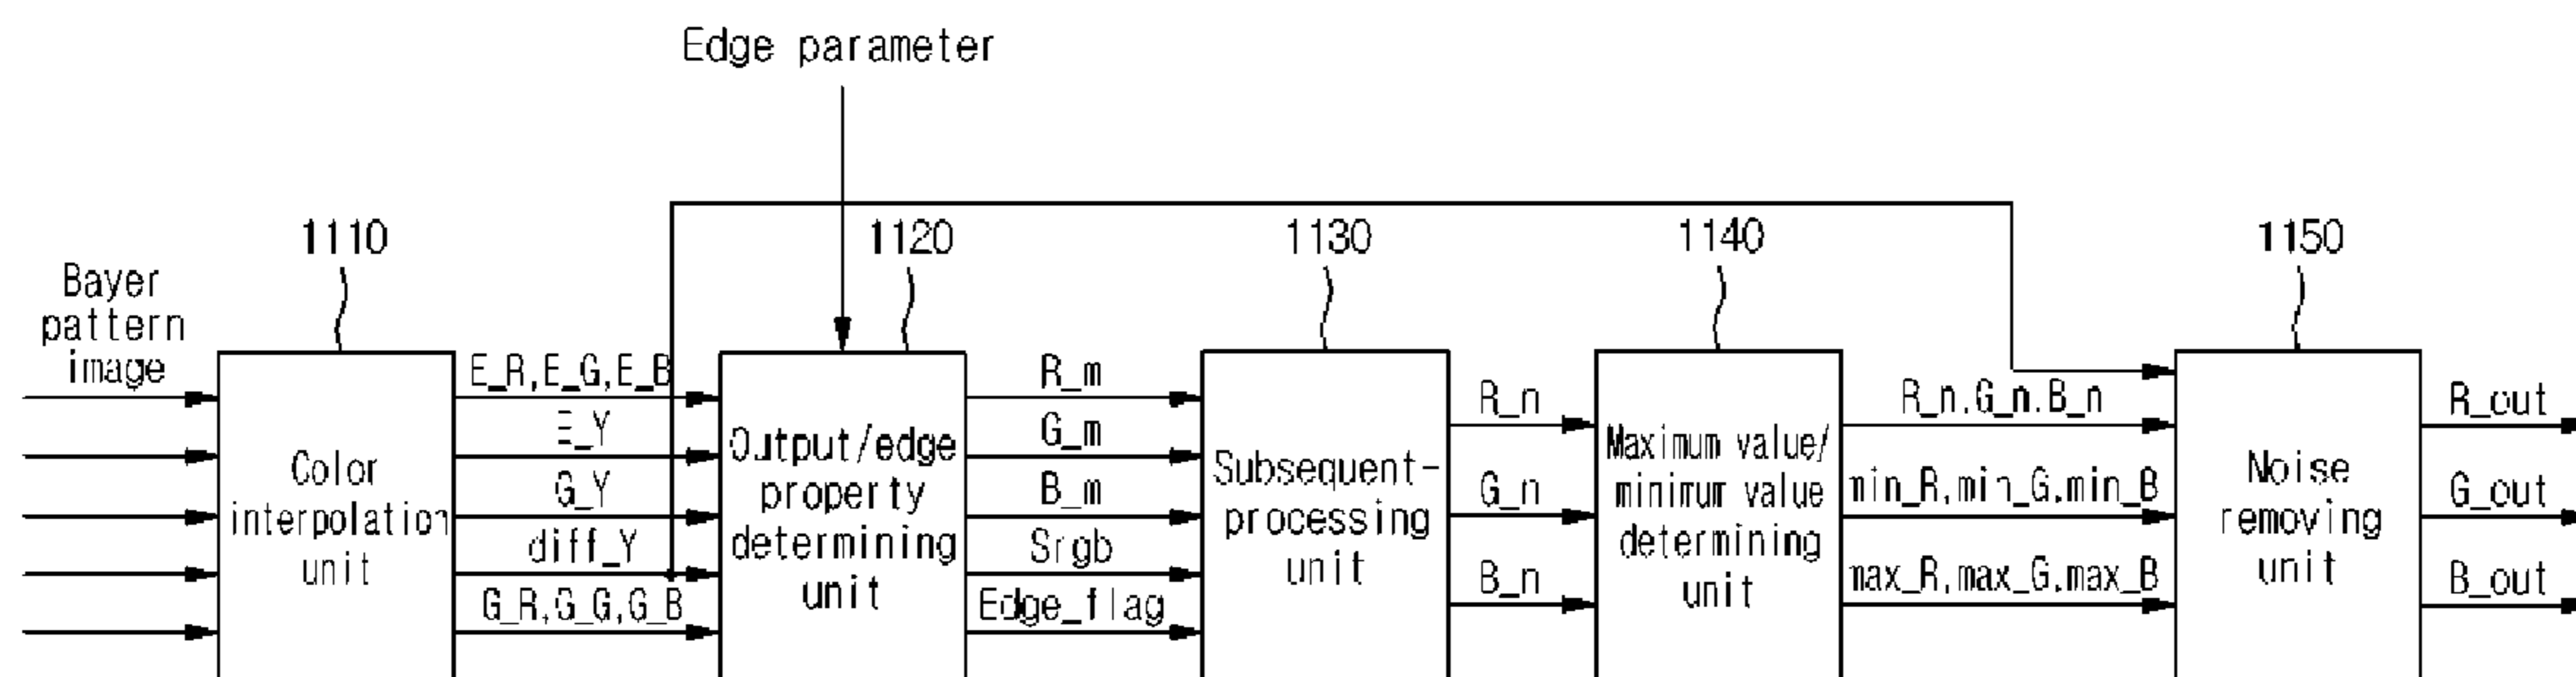 Edge parameter
1110
1120
1130
1140
1150
Bayer
pattern
image
Color
interpolation
unit
E_R,E_G,E_B
E_Y
G_Y
diff_Y
G_R,G_G,G_B
Output/edge
property
determining
unit
R_m
G_m
B_m
Srgb
Edge_flag
Subsequent-
processing
unit
R_n
G_n
B_n
Maximum value/
minimum value
determining
unit
R_n.G_n.B_n
min_R,min_G.min_B
max_R,max_G.max_B
Noise
removing
unit
R_out
G_out
B_out